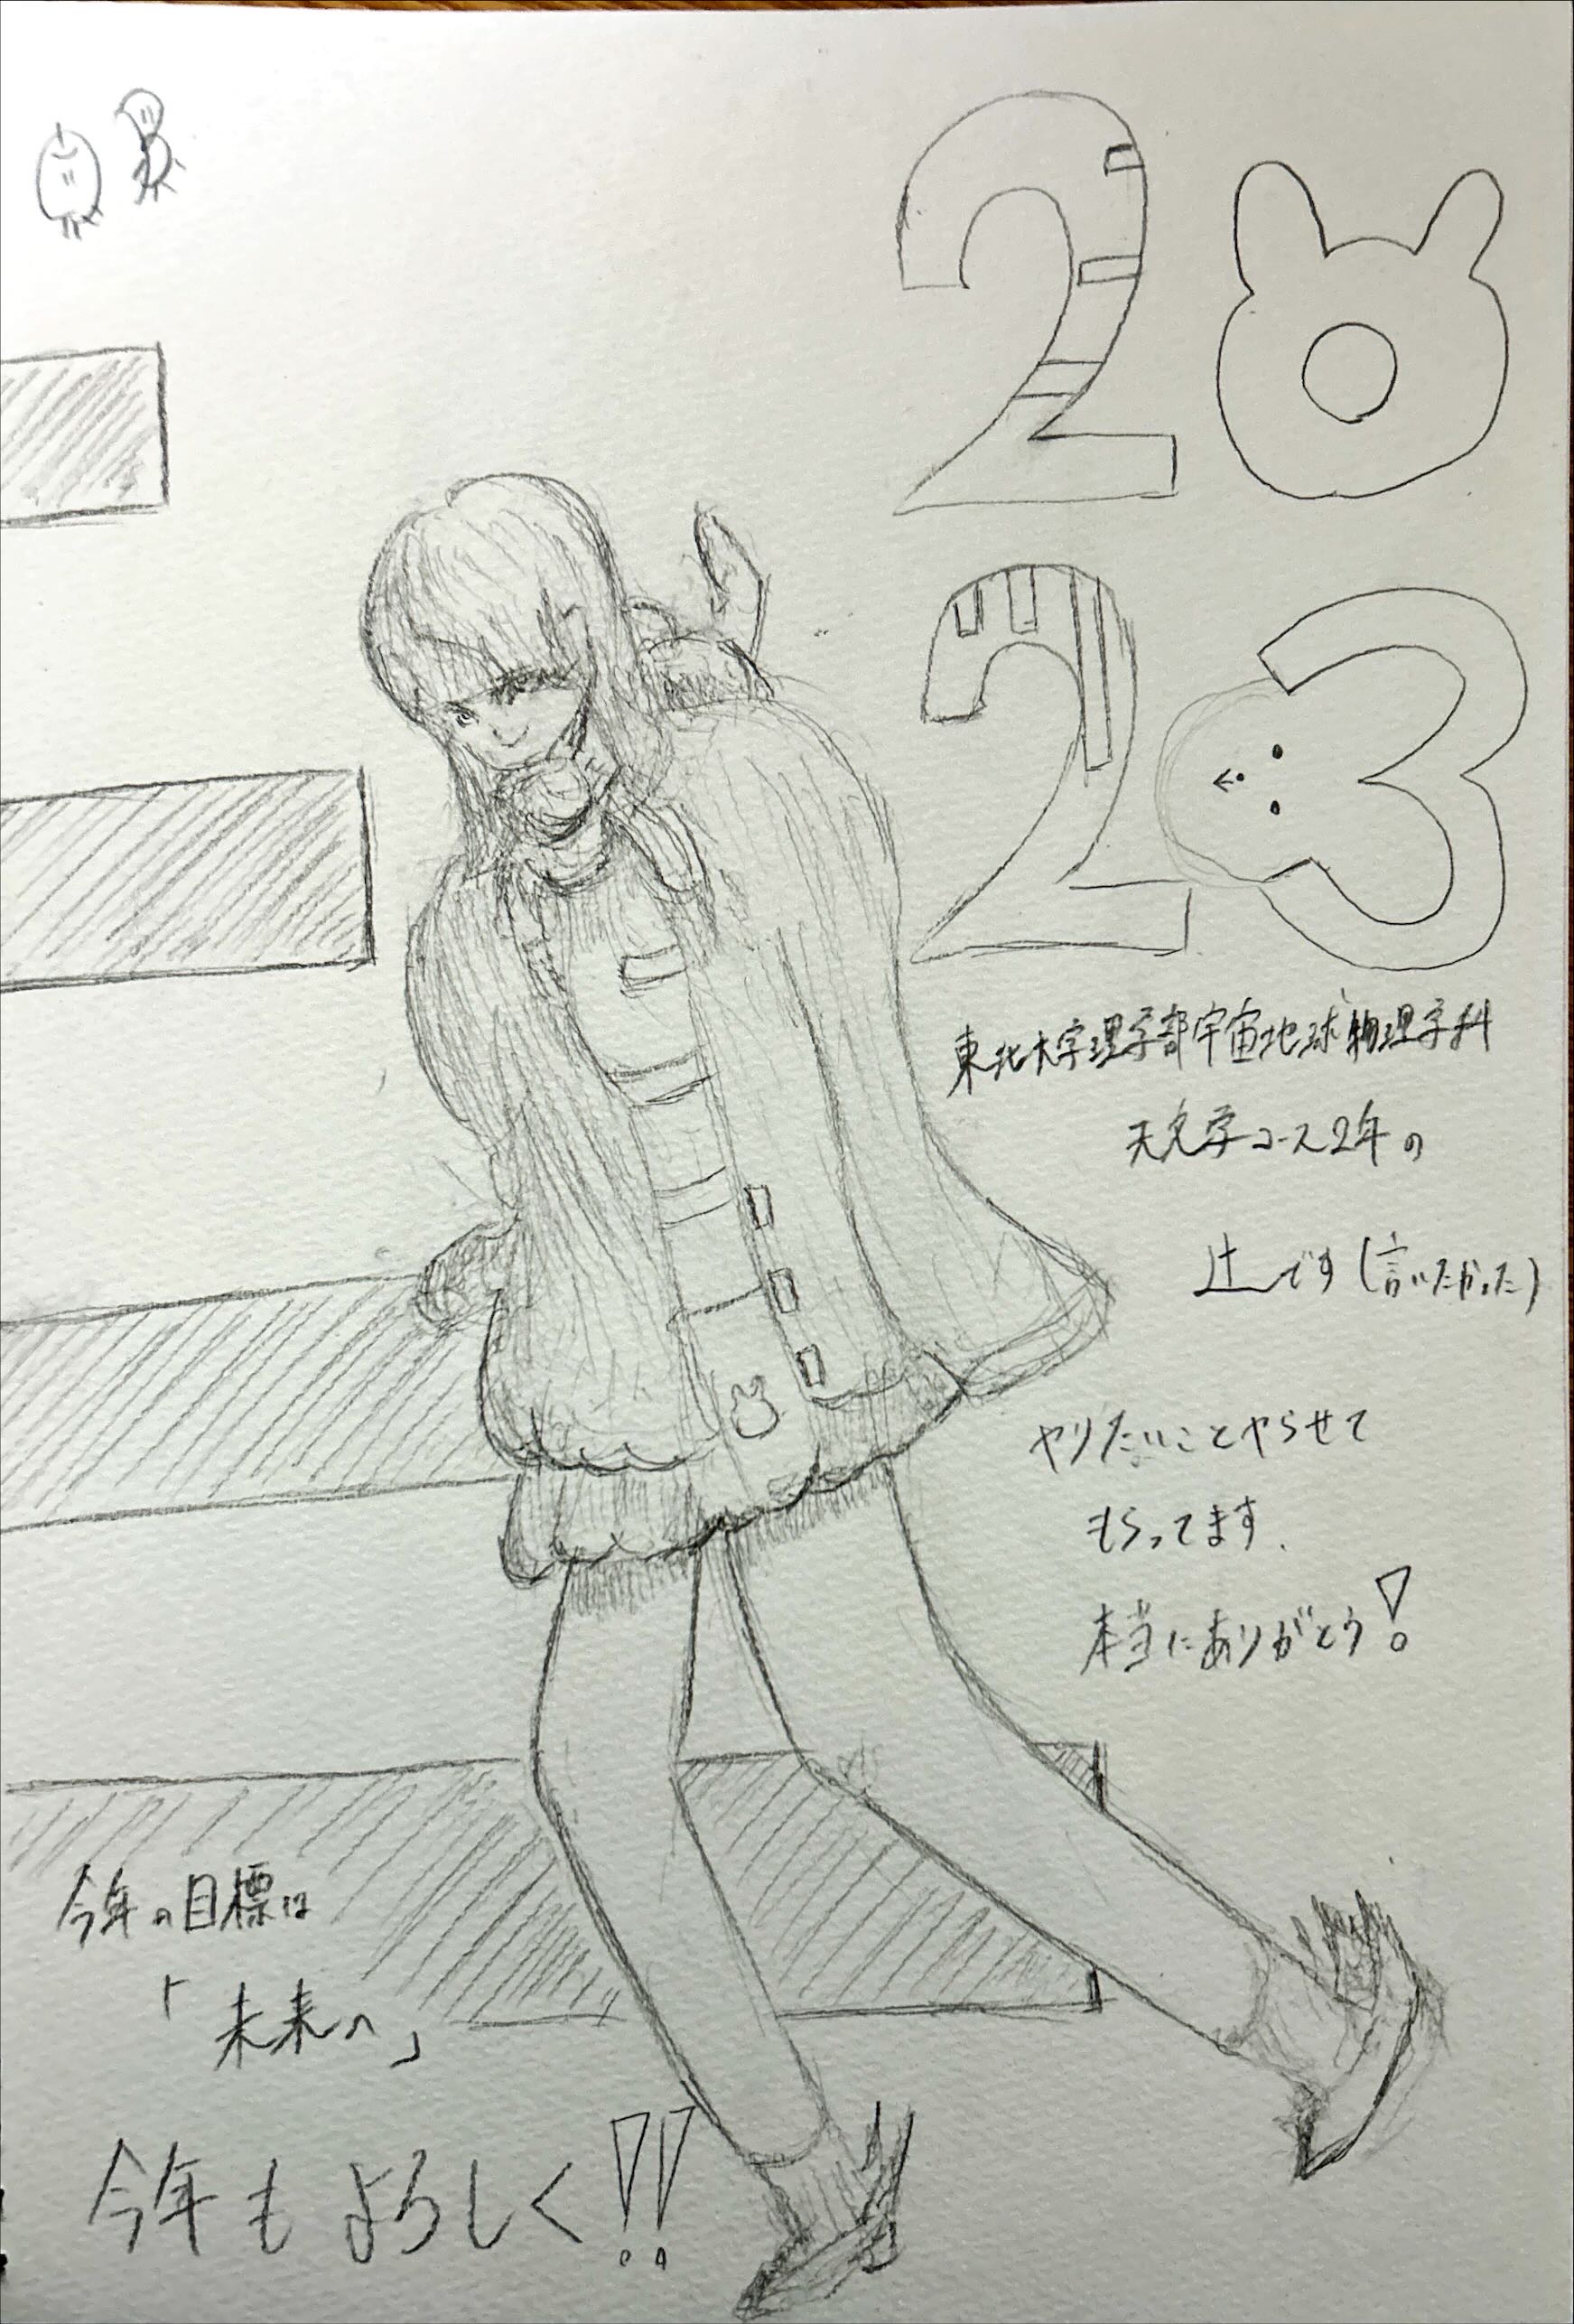 20
23
東北大学理学部宇宙地球物理学科
天文学コース2年の
辻です(言いたかった)
やりたいことやらせて
もらってます.
本当にありがとう!
今年の目標は
「未来へ」
今年もよろしく!!